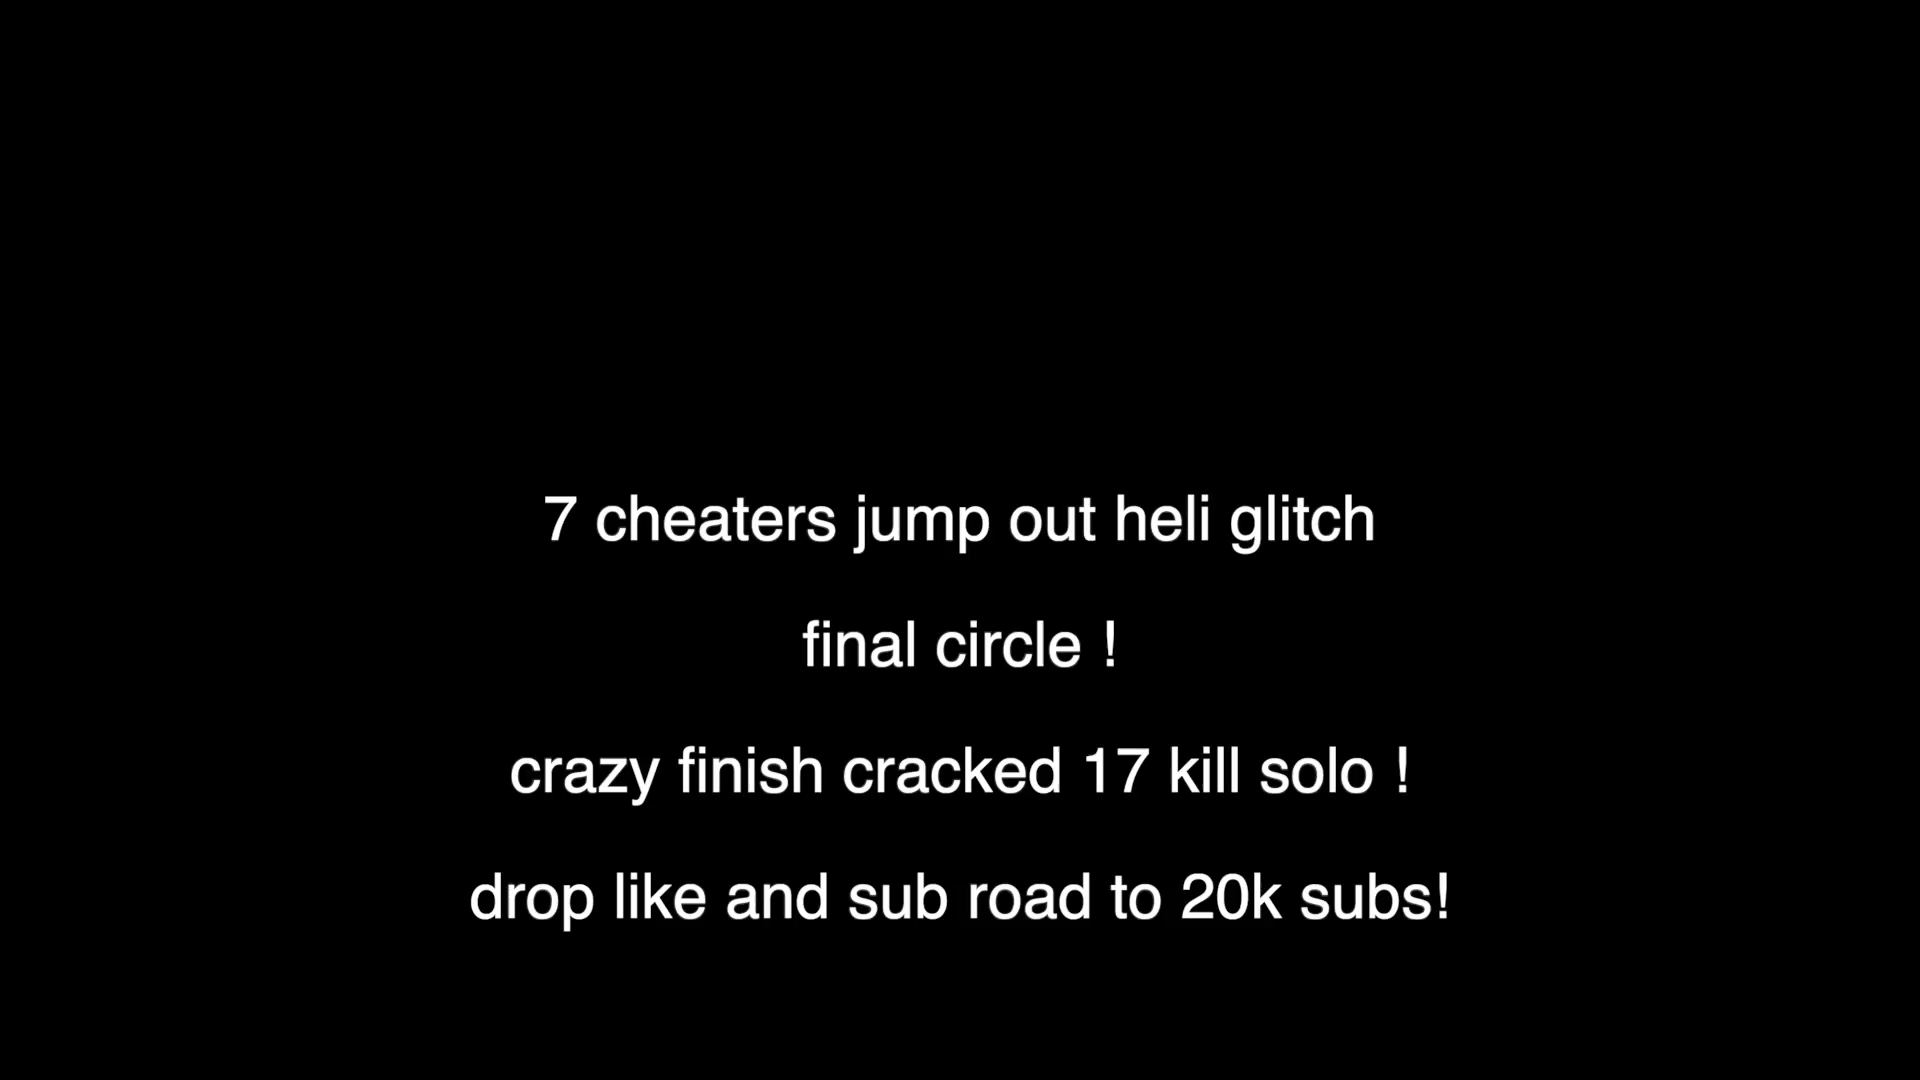 7 cheaters jump out heli glitch
final circle !
crazy finish cracked 17 kill solo !
drop like and sub road to 20k subs!